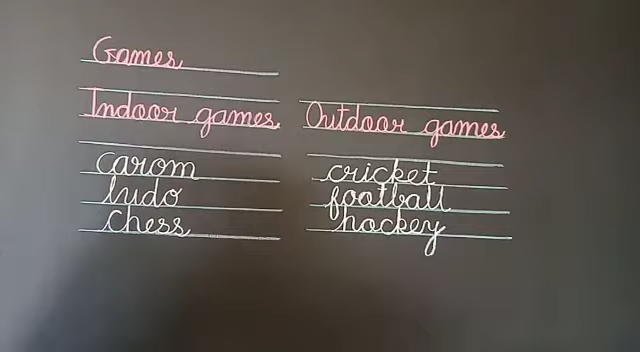 Games
Indoor games
Outdoor games
carom
cricket
ludo
football
chess
hockey